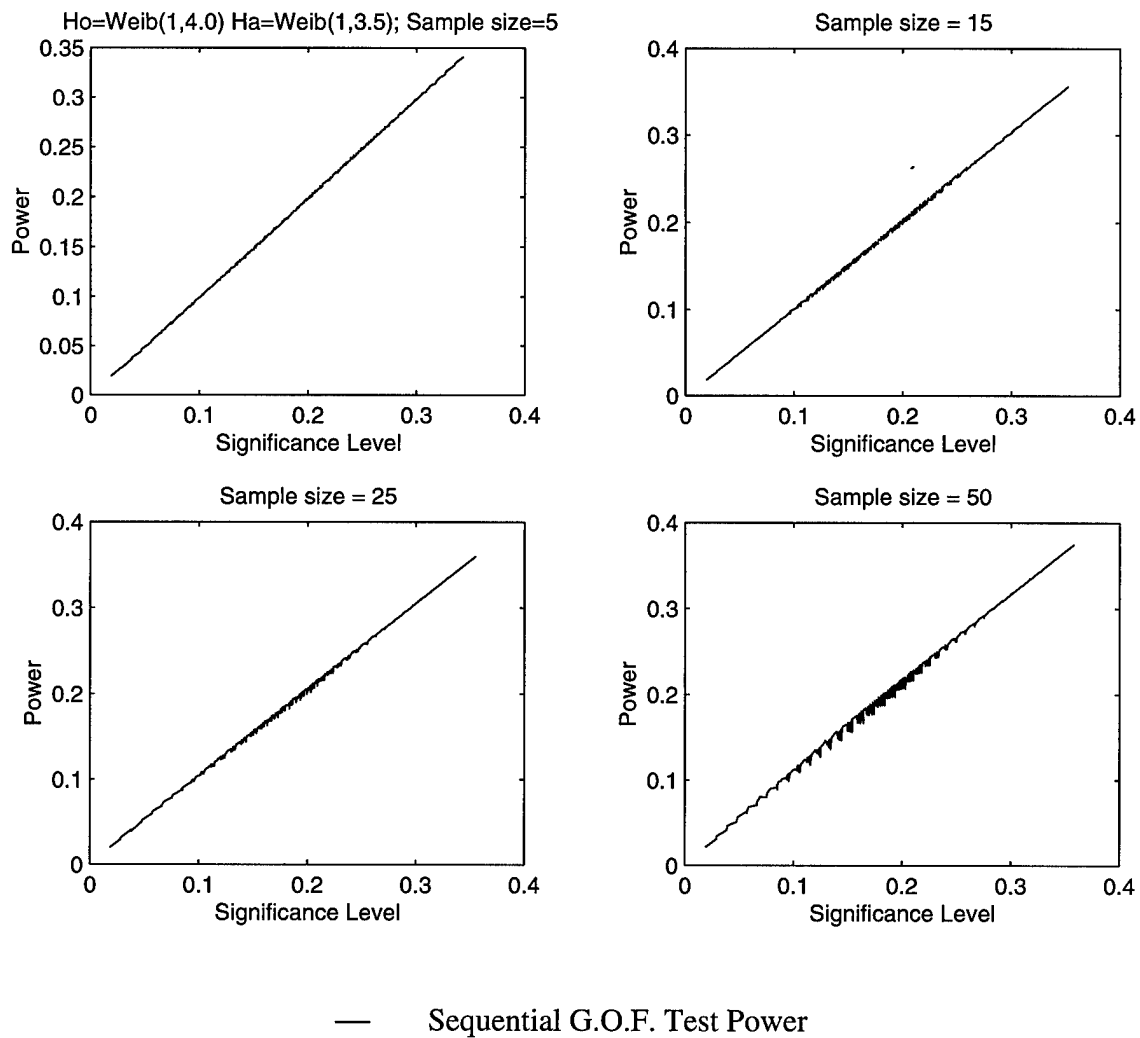 Ho=Weib(1,4.0) Ha=Weib(1,3.5); Sample size=5
0.35
0.3
0.25
0.2
0.15
0.1
0.05
0
Power
0 0.1 0.2 0.3 0.4
Significance Level
Sample size = 15
0.4
0.3
0.2
0.1
0
Power
0 0.1 0.2 0.3 0.4
Significance Level
Sample size = 25
0.4
0.3
0.2
0.1
0
Power
0 0.1 0.2 0.3 0.4
Significance Level
Sample size = 50
0.4
0.3
0.2
0.1
0
Power
0 0.1 0.2 0.3 0.4
Significance Level
Sequential G.O.F. Test Power